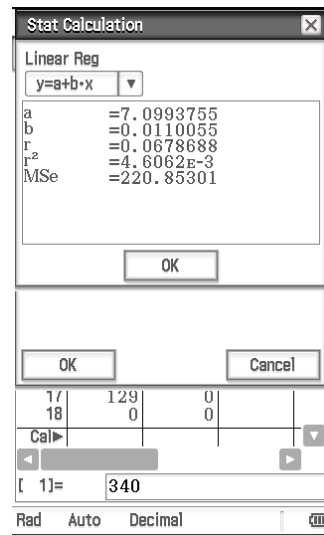 Stat Calculation
Linear Reg
y=a+b·x
a =7.0993755
b =0.0110055
r =0.0678688
r² =4.6062E-3
MSe =220.85301
OK
OK Cancel
17 129 0
18 0 0
Cal▶
[ 1]= 340
Rad Auto Decimal